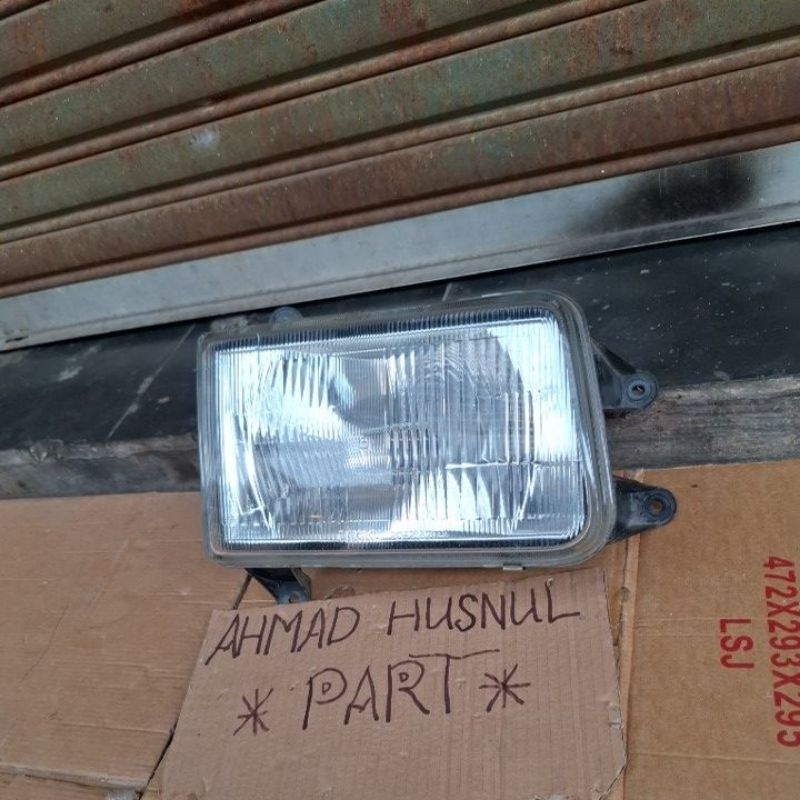 AHMAD HUSNUL
* PART *
472X293X295
LSJ